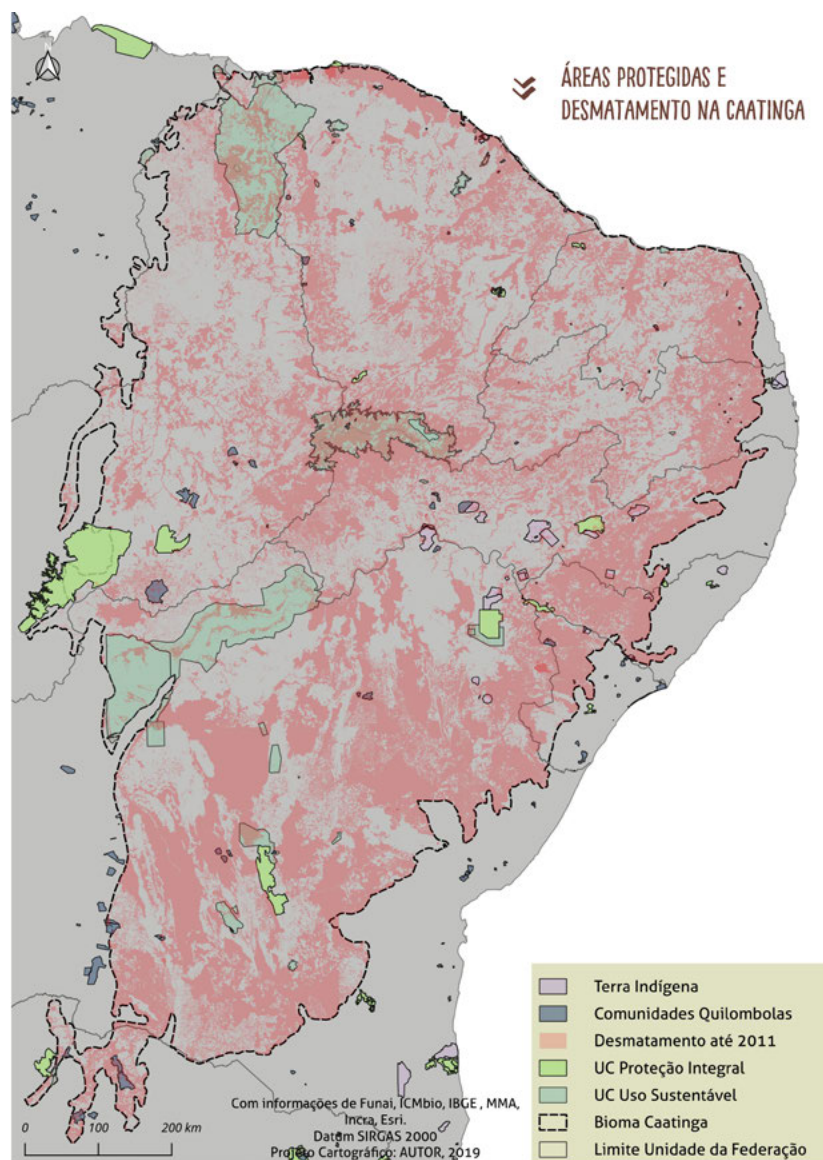 N
ÁREAS PROTEGIDAS E
DESMATAMENTO NA CAATINGA
Terra Indígena
Comunidades Quilombolas
Desmatamento até 2011
UC Proteção Integral
UC Uso Sustentável
Bioma Caatinga
Limite Unidade da Federação
Com informações de Funai, ICMbio, IBGE , MMA,
Incra, Esri.
Datum SIRGAS 2000
Projeto Cartográfico: AUTOR, 2019
0 100 200 km